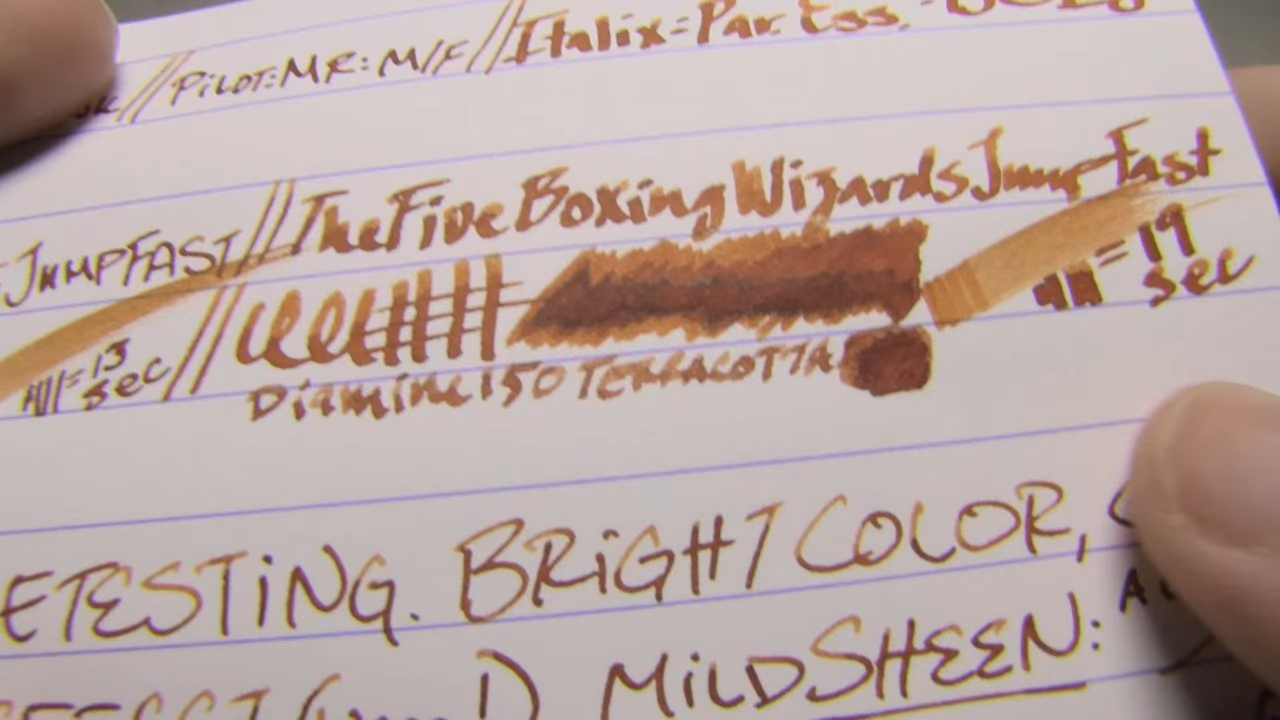 // PILOT:MR: M/F // Italix=Par. Ess.
JUMPFAST // The Five Boxing Wizards Jump Fast
= 13 sec // = 19 sec
Diamine 150 TERRACOTTA
ETESTING. BRIGHT COLOR,
MILD SHEEN: